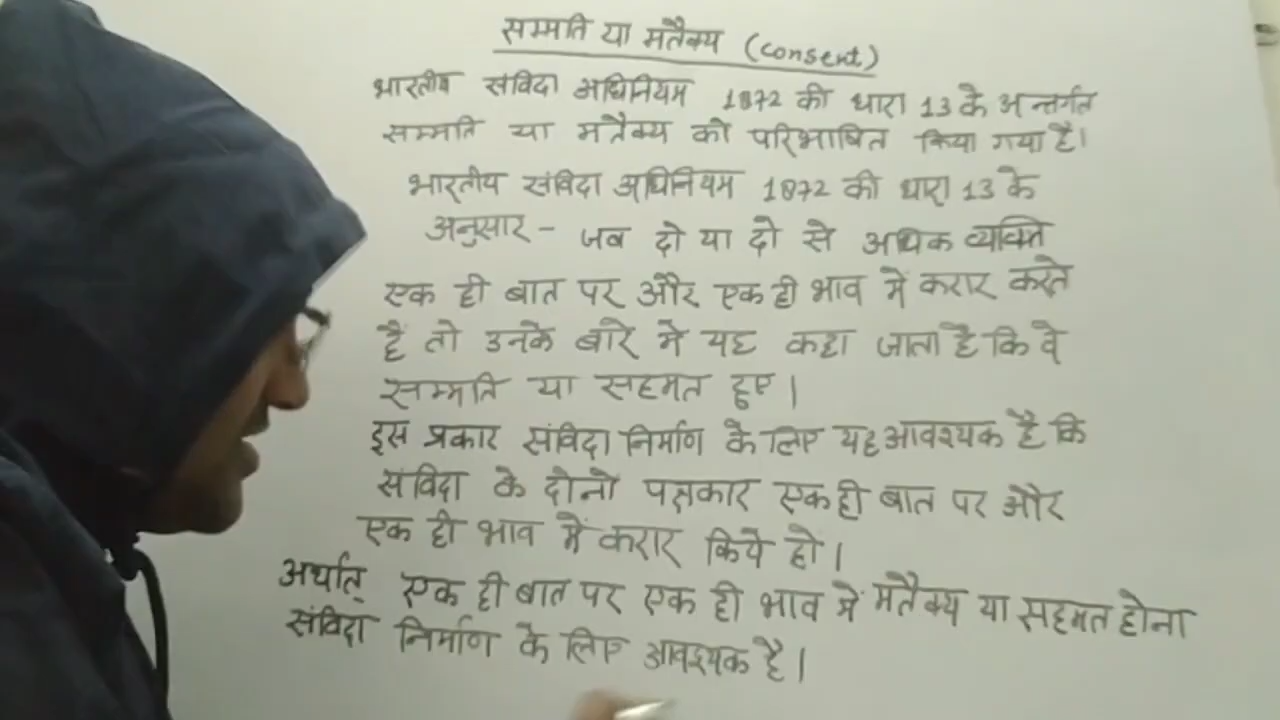 सम्मति या मतैक्य (consent)
भारतीय संविदा अधिनियम 1872 की धारा 13 के अन्तर्गत
सम्मति या मतैक्य को परिभाषित किया गया है।
भारतीय संविदा अधिनियम 1872 की धारा 13 के
अनुसार - जब दो या दो से अधिक व्यक्ति
एक ही बात पर और एक ही भाव में करार करते
हैं तो उनके बारे में यह कहा जाता है कि वे
सम्मति या सहमत हुए।
इस प्रकार संविदा निर्माण के लिए यह आवश्यक है कि
संविदा के दोनो पक्षकार एक ही बात पर और
एक ही भाव में करार किये हो।
अर्थात् एक ही बात पर एक ही भाव मे मतैक्य या सहमत होना
संविदा निर्माण के लिए आवश्यक है।